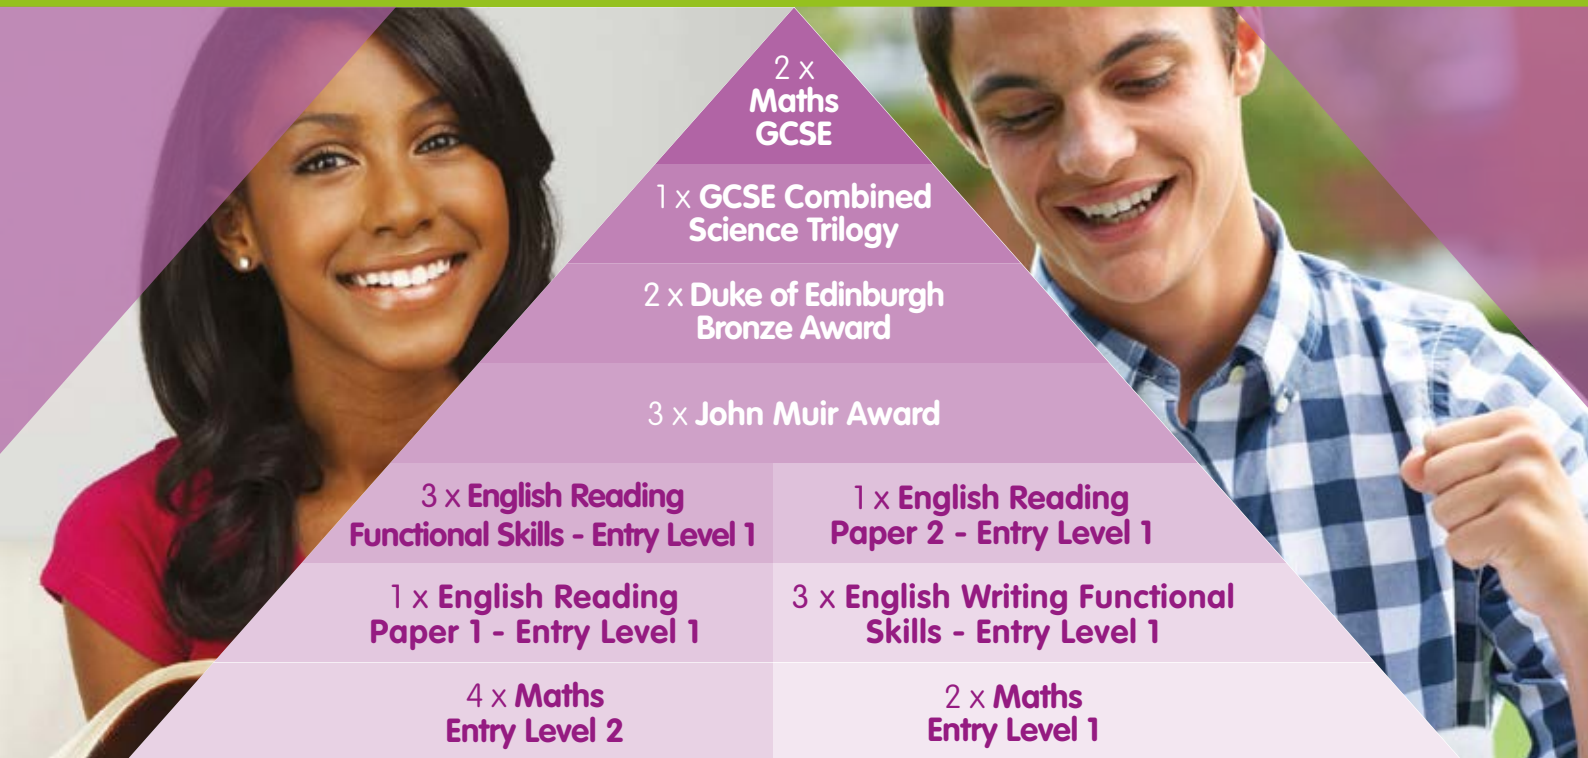 2 x
Maths
GCSE
1 x GCSE Combined
Science Trilogy
2 x Duke of Edinburgh
Bronze Award
3 x John Muir Award
3 x English Reading
Functional Skills - Entry Level 1
1 x English Reading
Paper 2 - Entry Level 1
1 x English Reading
Paper 1 - Entry Level 1
3 x English Writing Functional
Skills - Entry Level 1
4 x Maths
Entry Level 2
2 x Maths
Entry Level 1